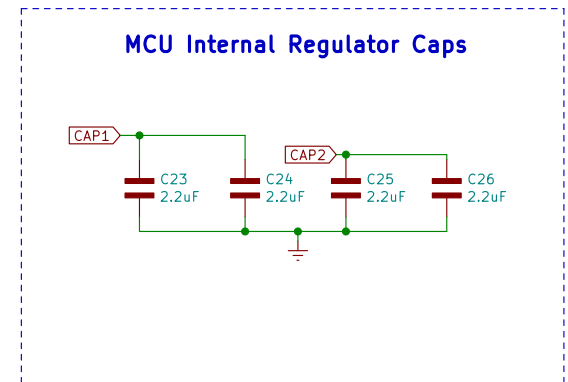 MCU Internal Regulator Caps
CAP1
CAP2
C23
2.2uF
C24
2.2uF
C25
2.2uF
C26
2.2uF